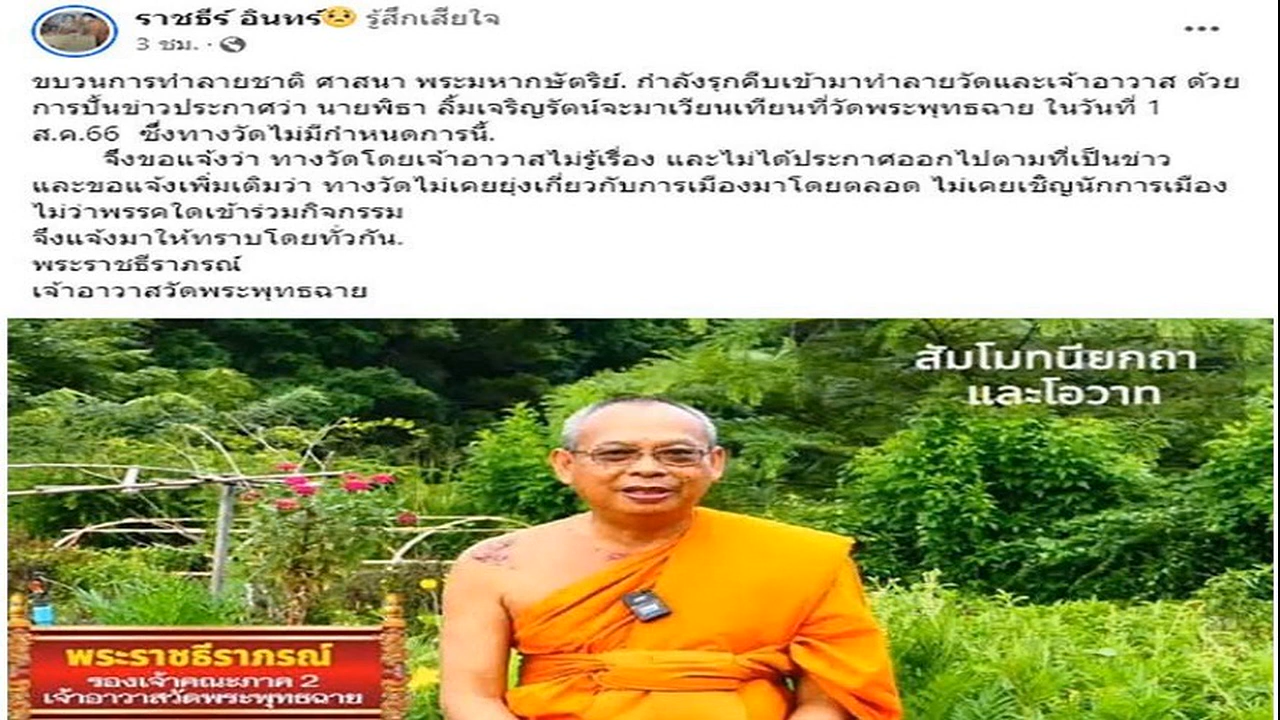 ราชธีร์ อินทร์ รู้สึกเสียใจ
3 ชม. ·
ขบวนการทำลายชาติ ศาสนา พระมหากษัตริย์. กำลังรุกคืบเข้ามาทำลายวัดและเจ้าอาวาส ด้วย
การปั้นข่าวประกาศว่า นายพิธา ลิ้มเจริญรัตน์จะมาเวียนเทียนที่วัดพระพุทธฉาย ในวันที่ 1
ส.ค.66 ซึ่งทางวัดไม่มีกำหนดการนี้.
จึงขอแจ้งว่า ทางวัดโดยเจ้าอาวาสไม่รู้เรื่อง และไม่ได้ประกาศออกไปตามที่เป็นข่าว
และขอแจ้งเพิ่มเติมว่า ทางวัดไม่เคยยุ่งเกี่ยวกับการเมืองมาโดยตลอด ไม่เคยเชิญนักการเมือง
ไม่ว่าพรรคใดเข้าร่วมกิจกรรม
จึงแจ้งมาให้ทราบโดยทั่วกัน.
พระราชธีราภรณ์
เจ้าอาวาสวัดพระพุทธฉาย
สัมโมทนียกถา
และโอวาท
พระราชธีราภรณ์
รองเจ้าคณะภาค 2
เจ้าอาวาสวัดพระพุทธฉาย